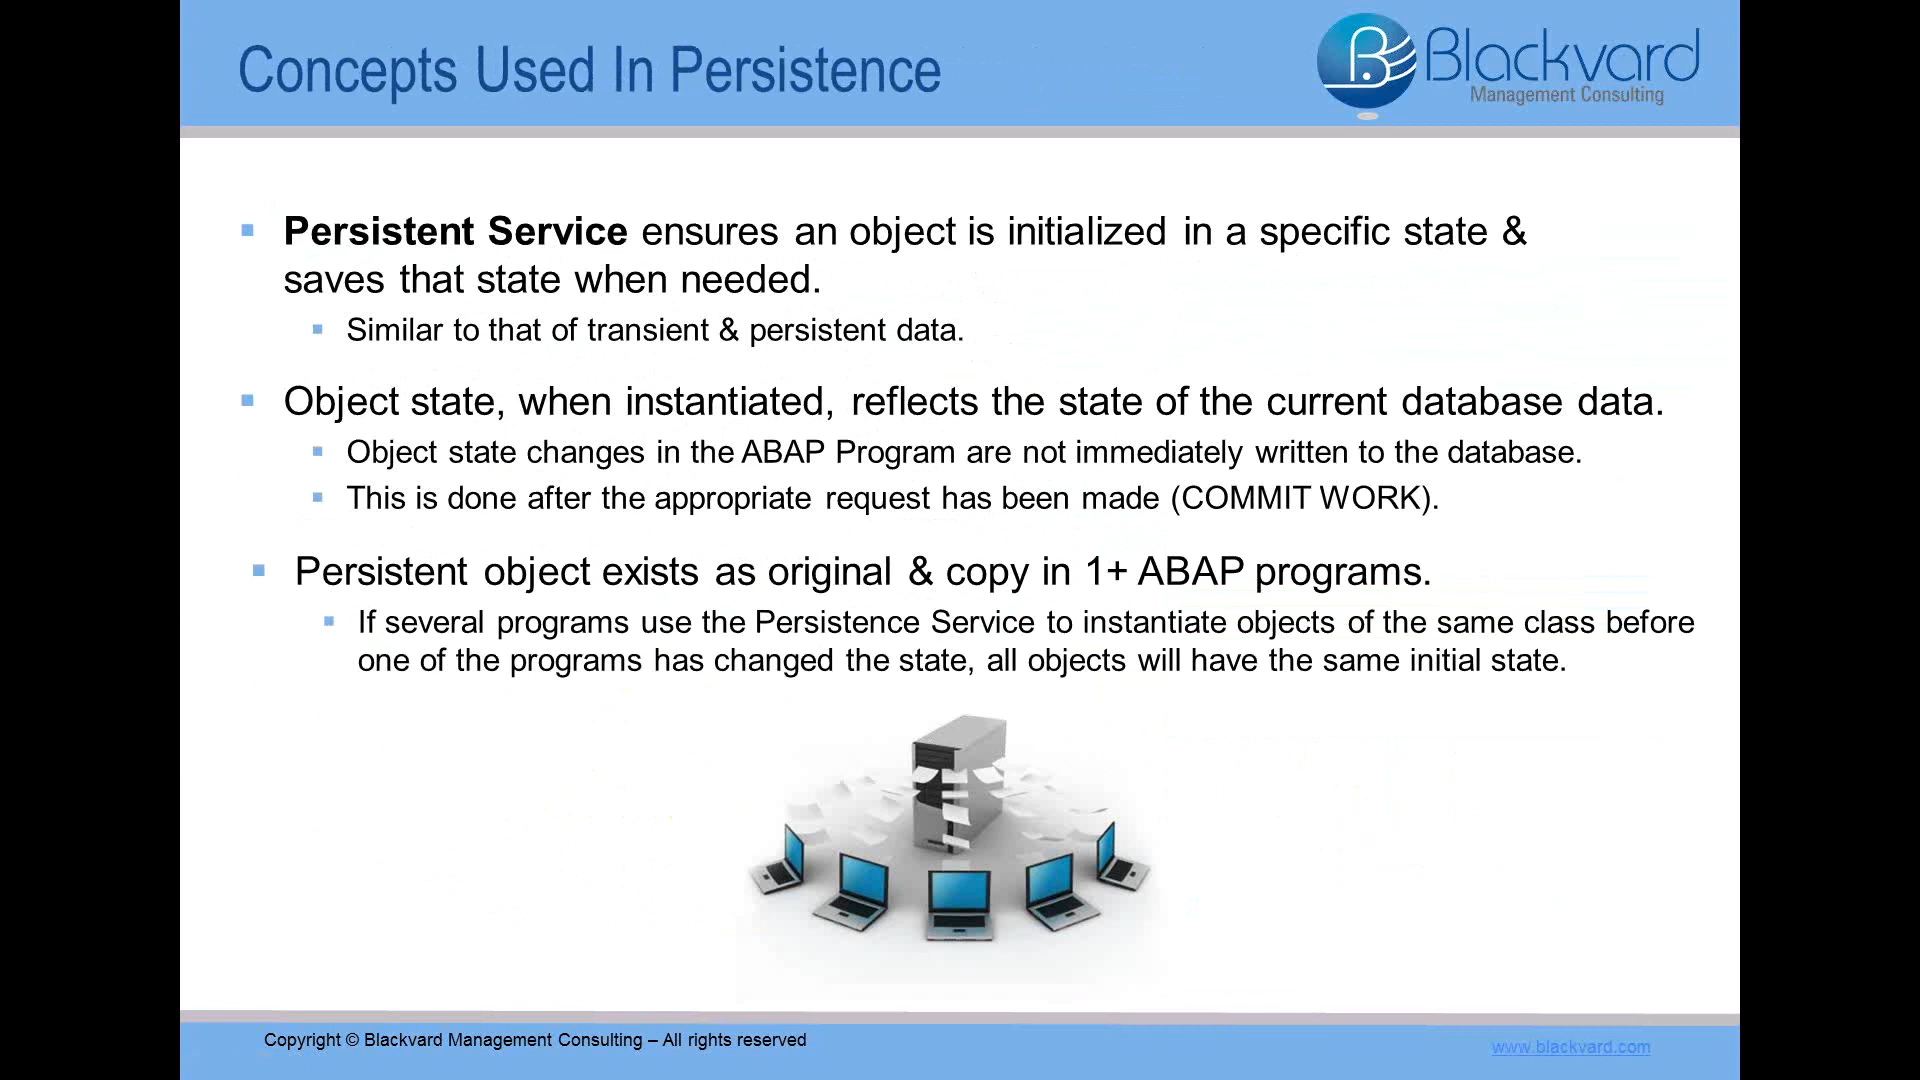 Concepts Used In Persistence
Blackvard
Management Consulting
Persistent Service ensures an object is initialized in a specific state &
saves that state when needed.
Similar to that of transient & persistent data.
Object state, when instantiated, reflects the state of the current database data.
Object state changes in the ABAP Program are not immediately written to the database.
This is done after the appropriate request has been made (COMMIT WORK).
Persistent object exists as original & copy in 1+ ABAP programs.
If several programs use the Persistence Service to instantiate objects of the same class before
one of the programs has changed the state, all objects will have the same initial state.
Copyright © Blackvard Management Consulting – All rights reserved
www.blackvard.com